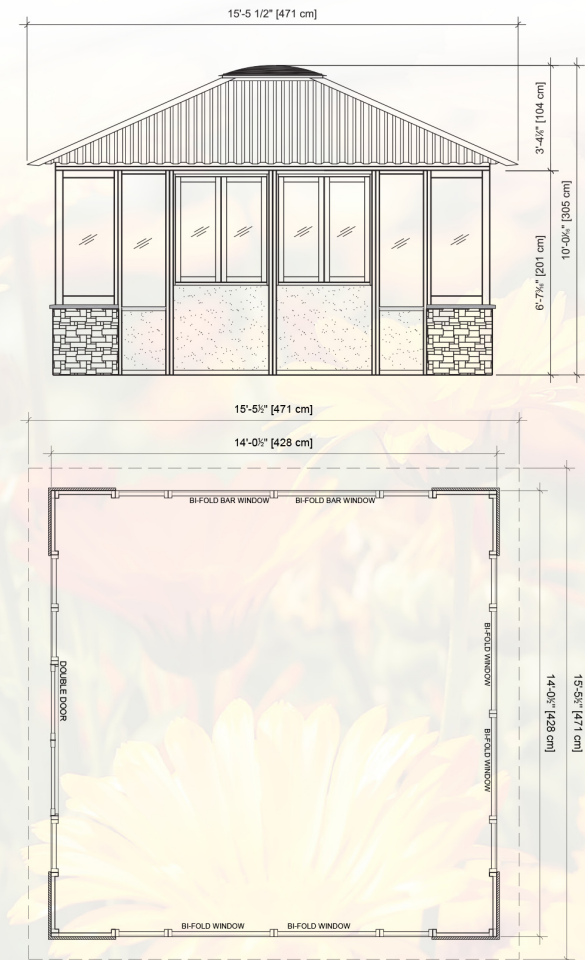 15'-5 1/2" [471 cm]
3'-4⅞" [104 cm]
10'-0¹⁄₁₆" [305 cm]
6'-7³⁄₁₆" [201 cm]
15'-5½" [471 cm]
14'-0½" [428 cm]
BI-FOLD BAR WINDOW
BI-FOLD BAR WINDOW
DOUBLE DOOR
BI-FOLD WINDOW
BI-FOLD WINDOW
14'-0½" [428 cm]
15'-5½" [471 cm]
BI-FOLD WINDOW
BI-FOLD WINDOW